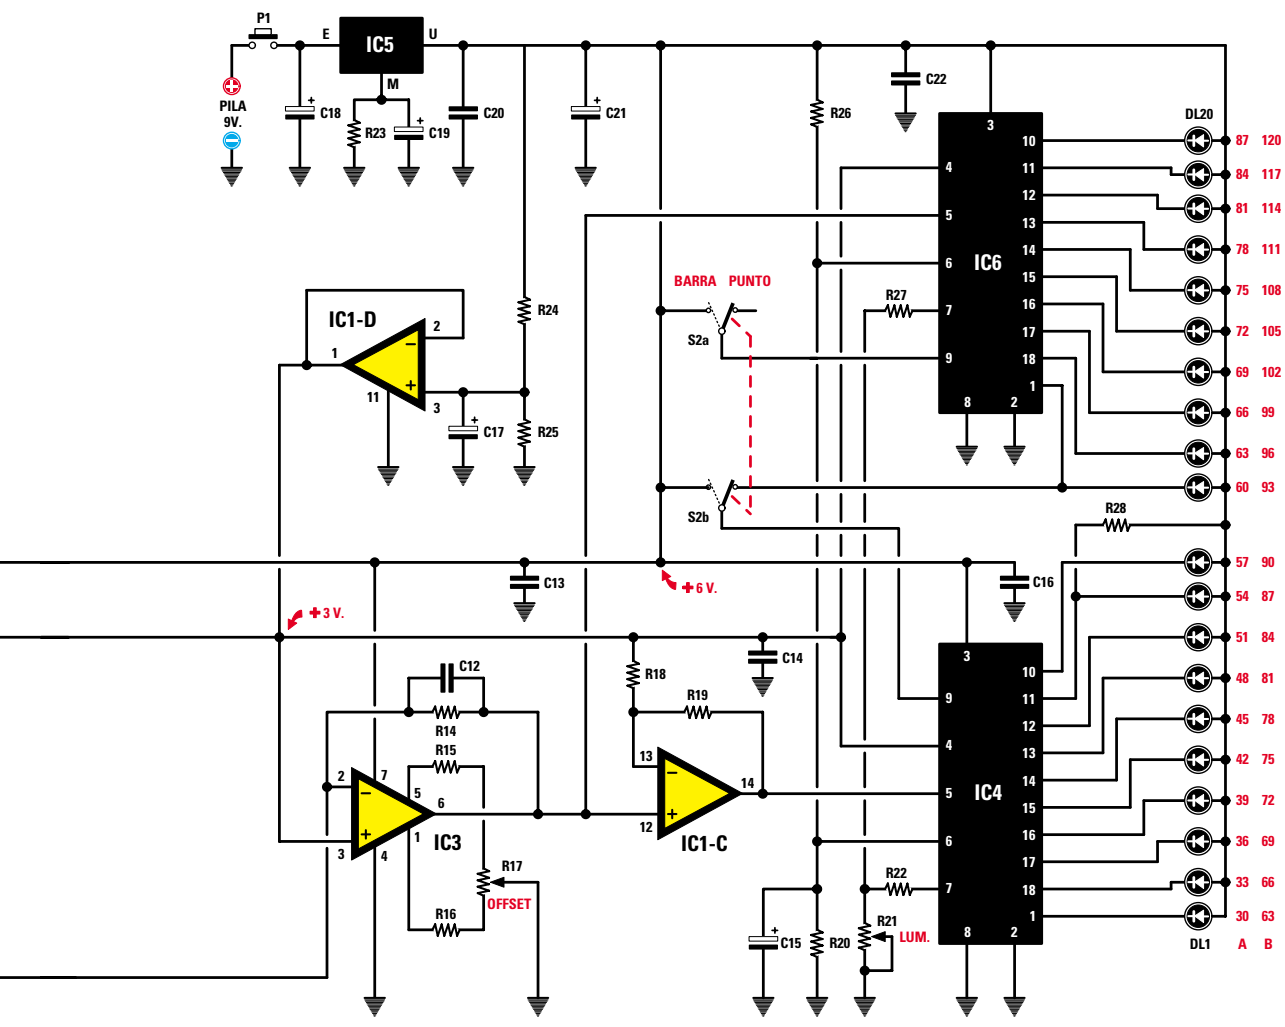 P1
E
IC5
U
M
PILA
9V.
C18
+
R23
C19
+
C20
C21
+
R26
C22
3
4
5
6
7
9
8
2
IC6
10
11
12
13
14
15
16
17
18
1
DL20
87 120
84 117
81 114
78 111
75 108
72 105
69 102
66 99
63 96
60 93
R27
BARRA PUNTO
S2a
S2b
R24
R25
IC1-D
1
2
3
11
C17
+
R28
57 90
54 87
51 84
48 81
45 78
42 75
39 72
36 69
33 66
30 63
A B
DL1
C13
+6 V.
C16
+3 V.
C12
R14
R15
R18
C14
R19
2
3
7
5
6
1
4
IC3
R17
OFFSET
R16
13
12
14
IC1-C
3
9
4
5
6
7
8
2
IC4
10
11
12
13
14
15
16
17
18
1
R22
R21
LUM.
C15
+
R20